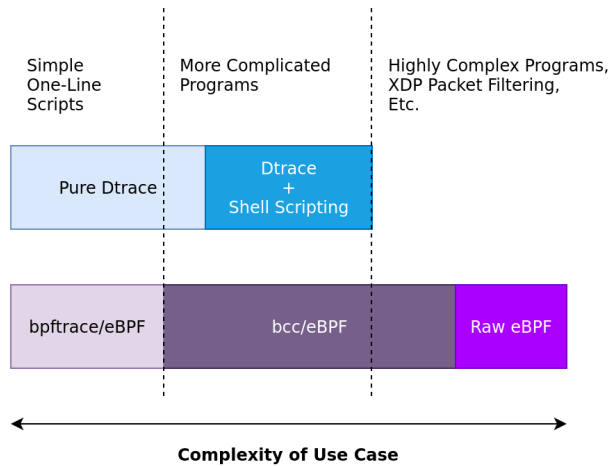 Simple
One-Line
Scripts
More Complicated
Programs
Highly Complex Programs,
XDP Packet Filtering,
Etc.
Pure Dtrace
Dtrace
+
Shell Scripting
bpftrace/eBPF
bcc/eBPF
Raw eBPF
Complexity of Use Case